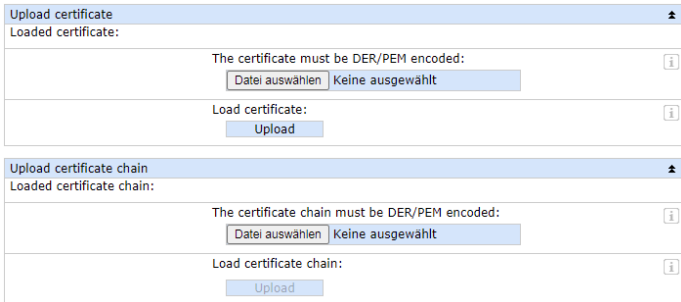 Upload certificate
Loaded certificate:
The certificate must be DER/PEM encoded:
Datei auswählen Keine ausgewählt
Load certificate:
Upload
Upload certificate chain
Loaded certificate chain:
The certificate chain must be DER/PEM encoded:
Datei auswählen Keine ausgewählt
Load certificate chain:
Upload